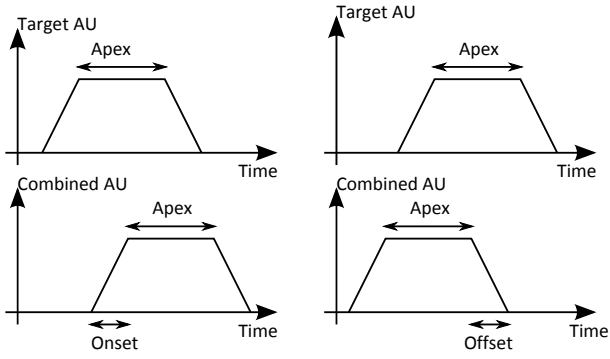 Target AU
Apex
Time
Target AU
Apex
Time
Combined AU
Apex
Time
Onset
Combined AU
Apex
Time
Offset